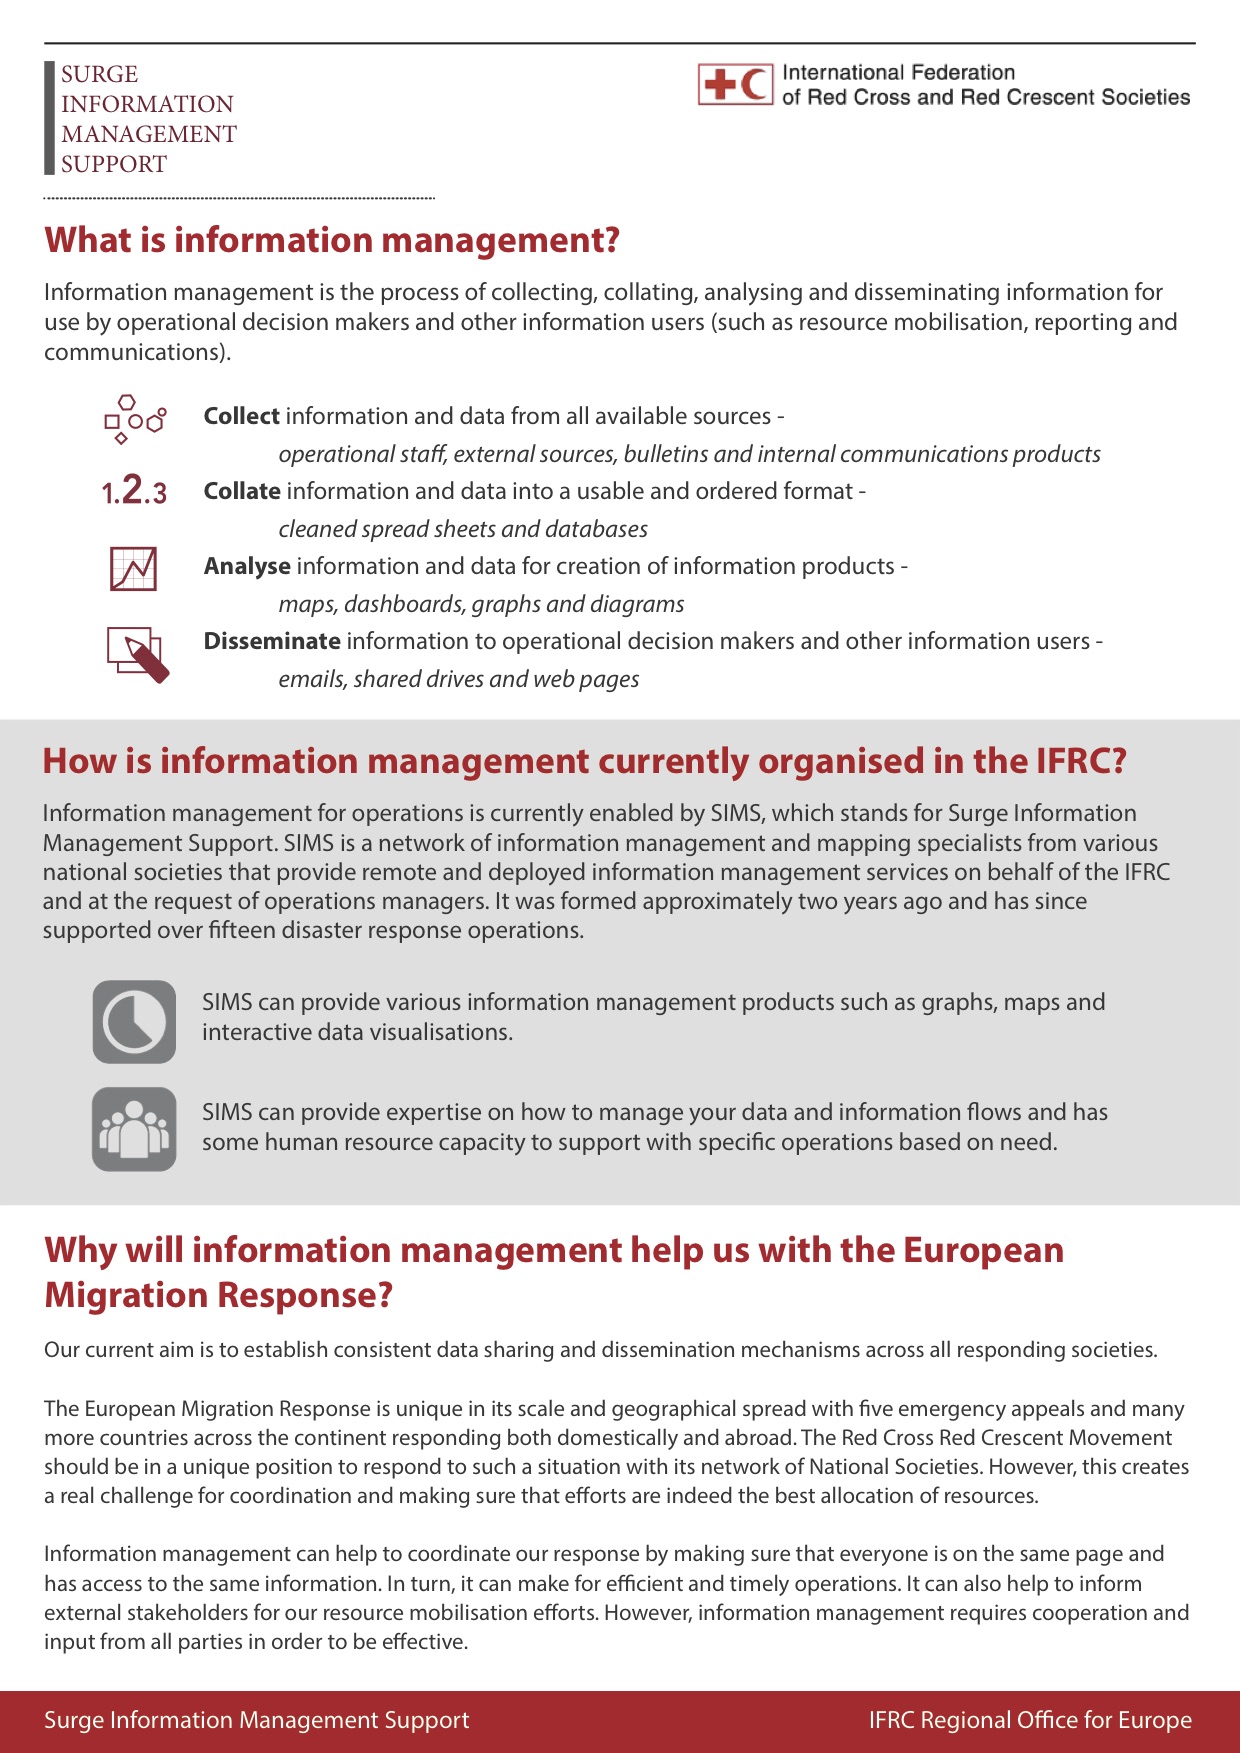 SURGE
INFORMATION
MANAGEMENT
SUPPORT
International Federation
of Red Cross and Red Crescent Societies
What is information management?
Information management is the process of collecting, collating, analysing and disseminating information for
use by operational decision makers and other information users (such as resource mobilisation, reporting and
communications).
Collect information and data from all available sources -
operational staff, external sources, bulletins and internal communications products
1.2.3
Collate information and data into a usable and ordered format -
cleaned spread sheets and databases
Analyse information and data for creation of information products -
maps, dashboards, graphs and diagrams
Disseminate information to operational decision makers and other information users -
emails, shared drives and web pages
How is information management currently organised in the IFRC?
Information management for operations is currently enabled by SIMS, which stands for Surge Information
Management Support. SIMS is a network of information management and mapping specialists from various
national societies that provide remote and deployed information management services on behalf of the IFRC
and at the request of operations managers. It was formed approximately two years ago and has since
supported over fifteen disaster response operations.
SIMS can provide various information management products such as graphs, maps and
interactive data visualisations.
SIMS can provide expertise on how to manage your data and information flows and has
some human resource capacity to support with specific operations based on need.
Why will information management help us with the European
Migration Response?
Our current aim is to establish consistent data sharing and dissemination mechanisms across all responding societies.
The European Migration Response is unique in its scale and geographical spread with five emergency appeals and many
more countries across the continent responding both domestically and abroad. The Red Cross Red Crescent Movement
should be in a unique position to respond to such a situation with its network of National Societies. However, this creates
a real challenge for coordination and making sure that efforts are indeed the best allocation of resources.
Information management can help to coordinate our response by making sure that everyone is on the same page and
has access to the same information. In turn, it can make for efficient and timely operations. It can also help to inform
external stakeholders for our resource mobilisation efforts. However, information management requires cooperation and
input from all parties in order to be effective.
Surge Information Management Support
IFRC Regional Office for Europe